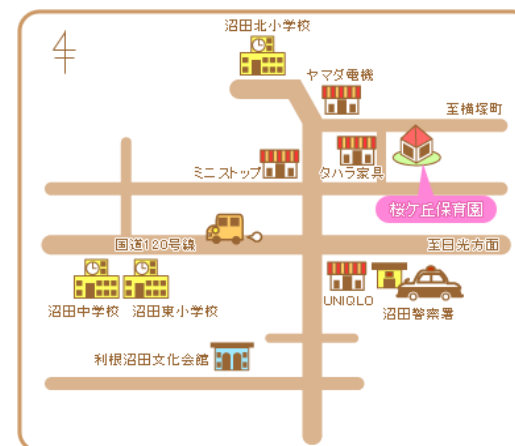 沼田北小学校
ヤマダ電機
至横塚町
ミニストップ
タハラ家具
桜ケ丘保育園
国道120号線
至日光方面
沼田中学校
沼田東小学校
UNIQLO
沼田警察署
利根沼田文化会館